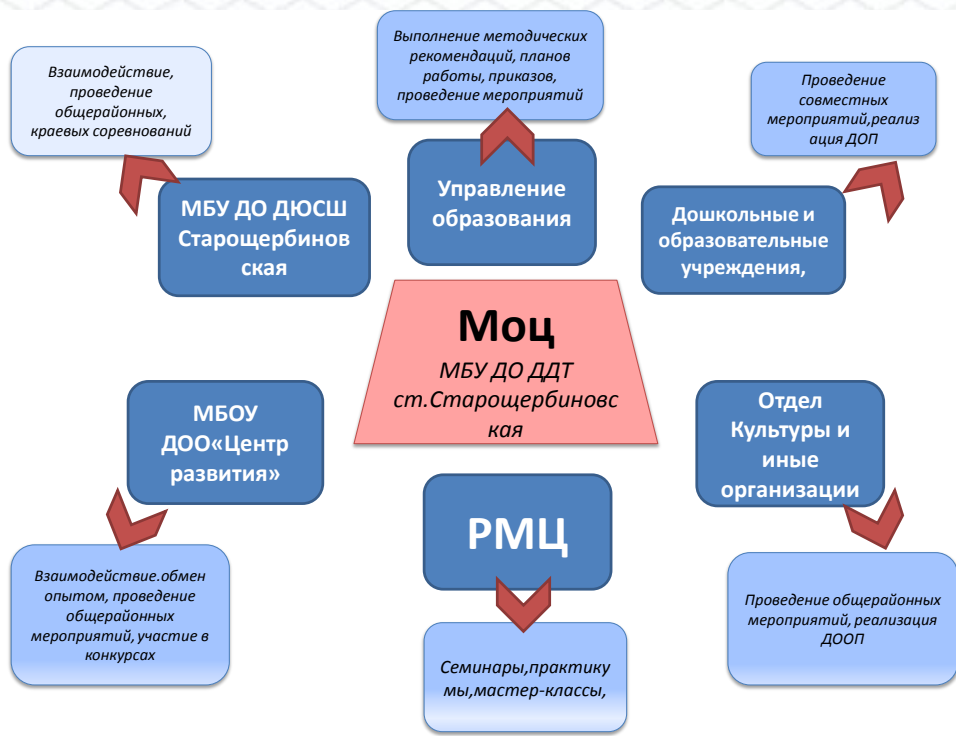 Выполнение методических
рекомендаций, планов
работы, приказов,
проведение мероприятий
Взаимодействие,
проведение
общерайонных,
краевых соревнований
Проведение
совместных
мероприятий,реализ
ация ДОП
МБУ ДО ДЮСШ
Старощербинов
ская
Управление
образования
Дошкольные и
образовательные
учреждения,
Моц
МБУ ДО ДДТ
ст.Старощербиновс
кая
МБОУ
ДОО«Центр
развития»
Отдел
Культуры и
иные
организации
РМЦ
Взаимодействие.обмен
опытом, проведение
общерайонных
мероприятий, участие в
конкурсах
Семинары,практику
мы,мастер-классы,
Проведение общерайонных
мероприятий, реализация
ДООП